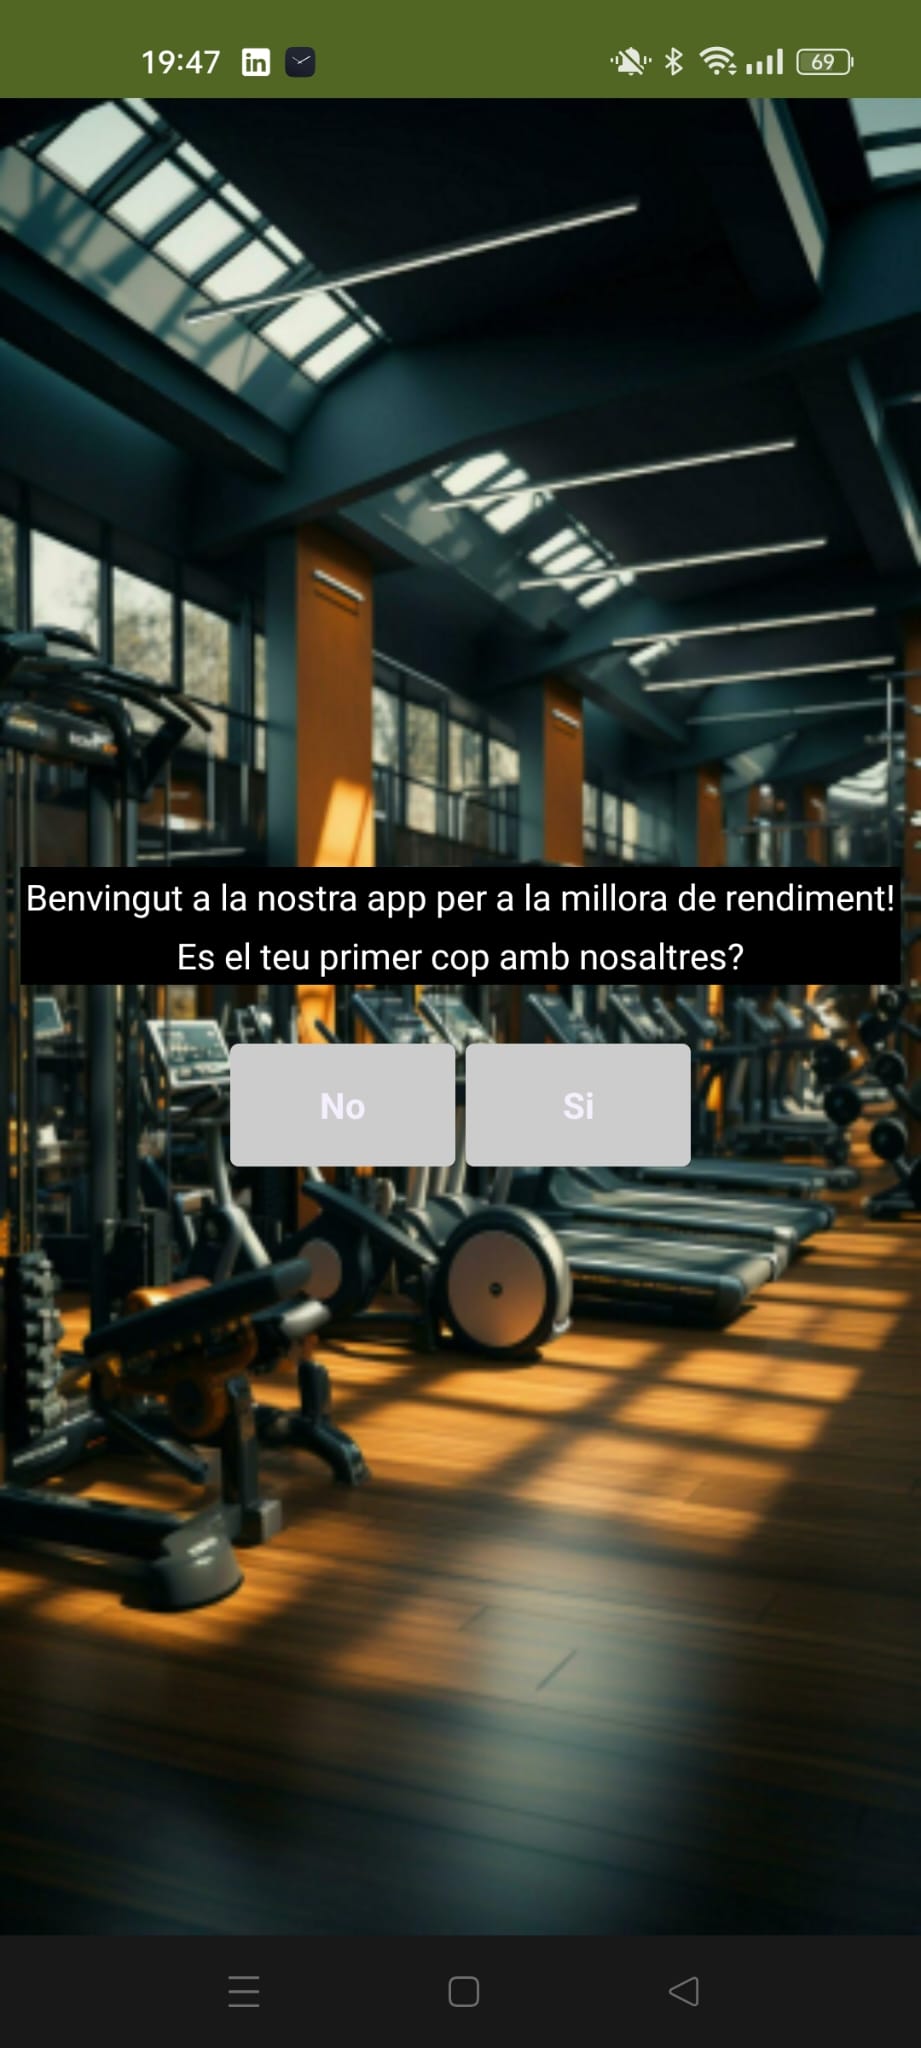 19:47
in
69
Benvingut a la nostra app per a la millora de rendiment!
Es el teu primer cop amb nosaltres?
No
Si